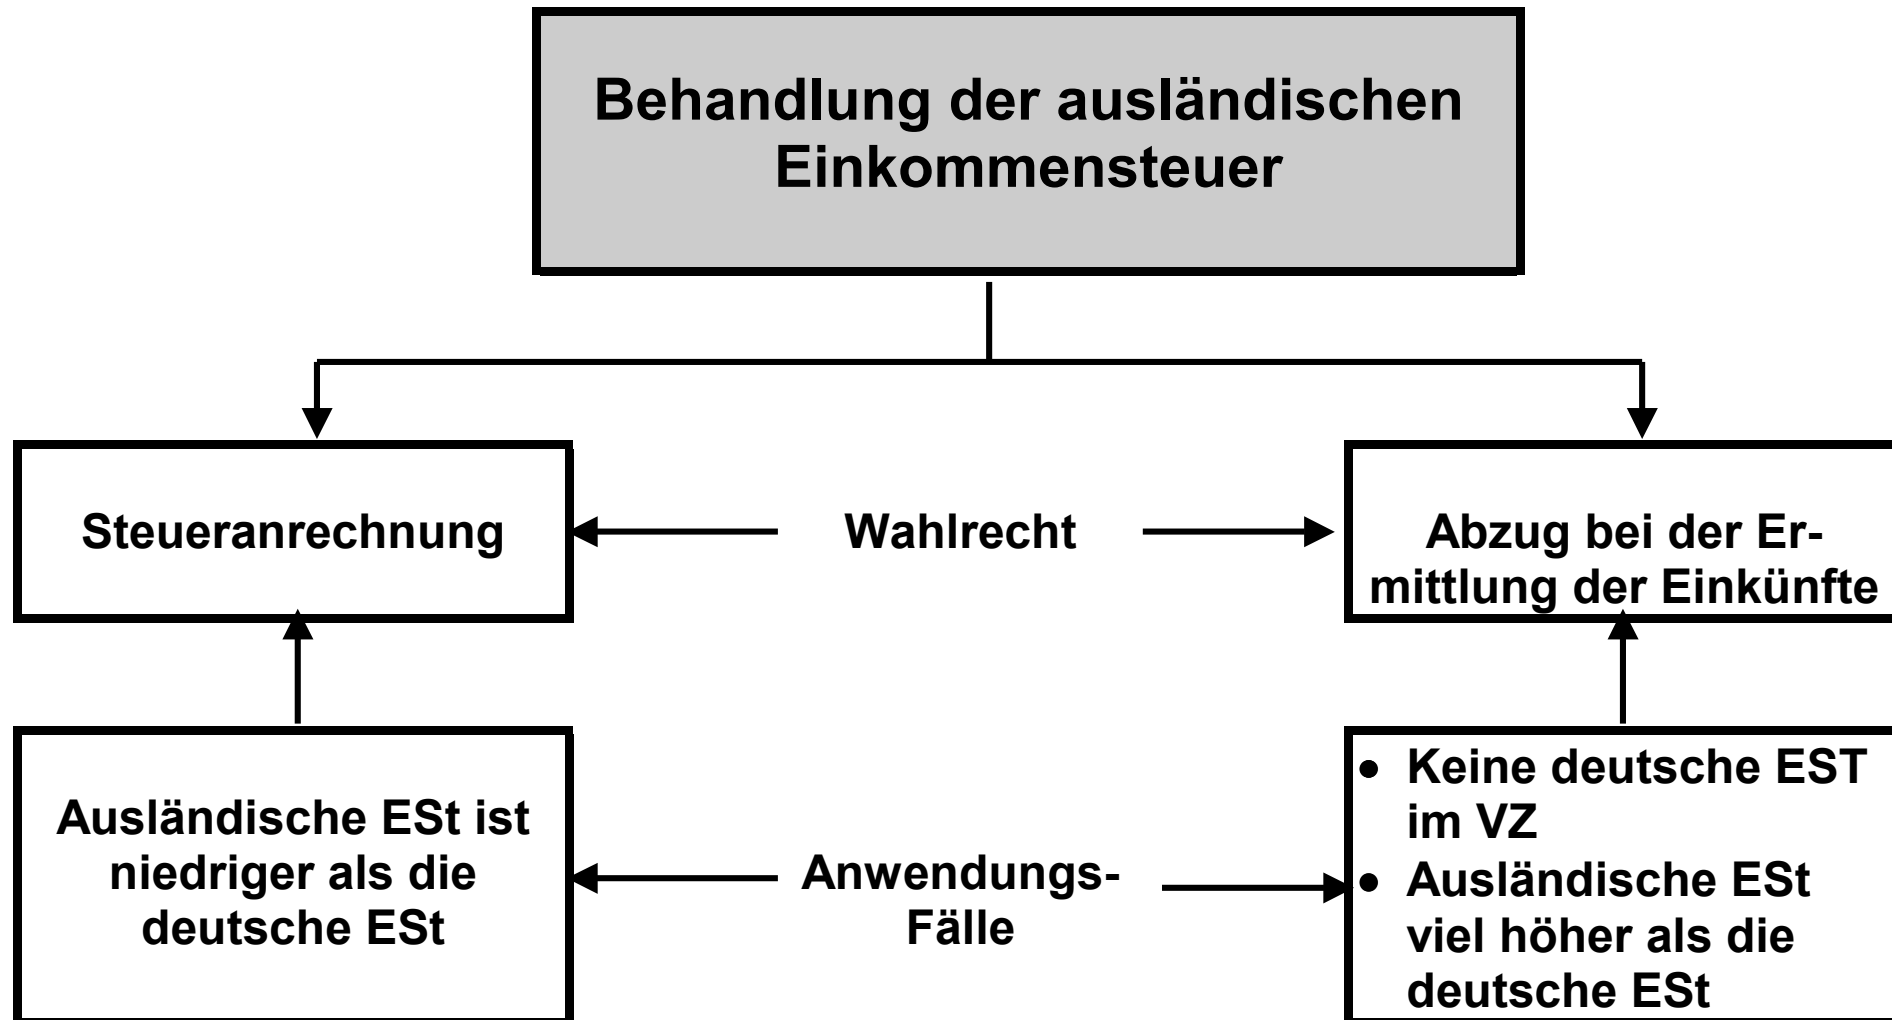 Behandlung der ausländischen
Einkommensteuer
Steueranrechnung
Wahlrecht
Abzug bei der Er-
mittlung der Einkünfte
Ausländische ESt ist
niedriger als die
deutsche ESt
Anwendungs-
Fälle
• Keine deutsche EST
im VZ
• Ausländische ESt
viel höher als die
deutsche ESt